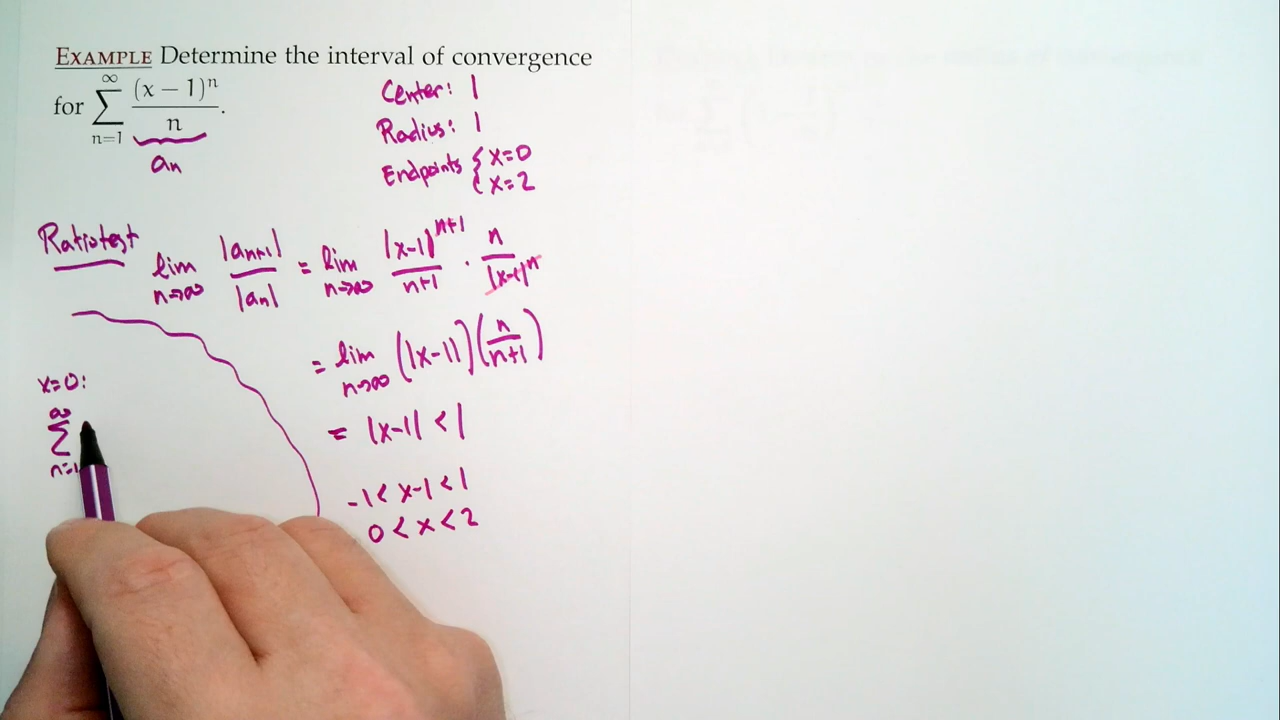 EXAMPLE Determine the interval of convergence
for ∑_{n=1}^{∞} (x − 1)^n / n.
a_n
Center: 1
Radius: 1
Endpoints { x=0
x=2
Ratio test lim_{n→∞} |a_{n+1}| / |a_n| = lim_{n→∞} |x-1|^{n+1} / n+1 · n / |x-1|^n
= lim_{n→∞} (|x-1|)(n/n+1)
= |x-1| < 1
-1 < x-1 < 1
0 < x < 2
x=0:
∑_{n=1}^{∞}